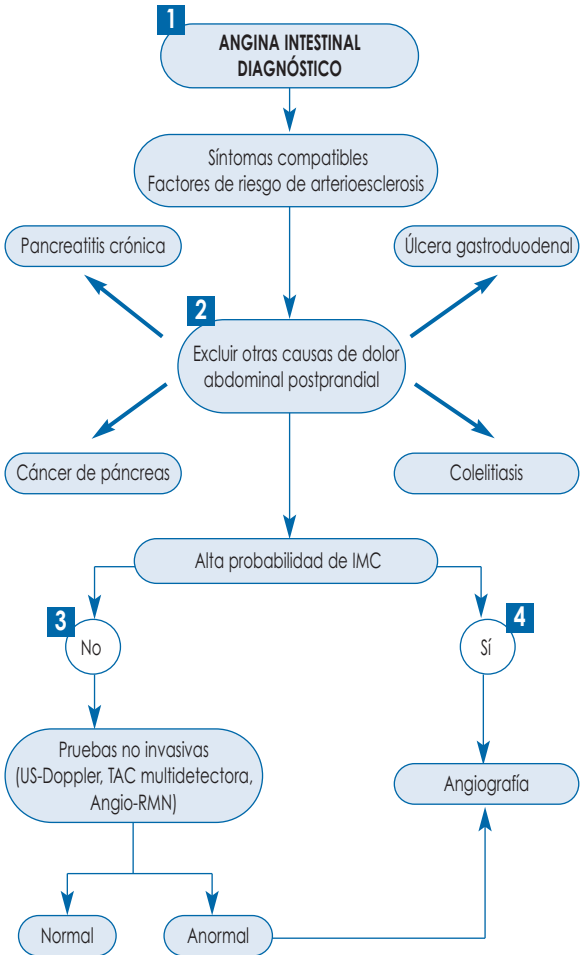 1
ANGINA INTESTINAL
DIAGNÓSTICO
Síntomas compatibles
Factores de riesgo de arterioesclerosis
Pancreatitis crónica
Úlcera gastroduodenal
2
Excluir otras causas de dolor
abdominal postprandial
Cáncer de páncreas
Colelitiasis
Alta probabilidad de IMC
3
No
4
Sí
Pruebas no invasivas
(US-Doppler, TAC multidetectora,
Angio-RMN)
Angiografía
Normal
Anormal